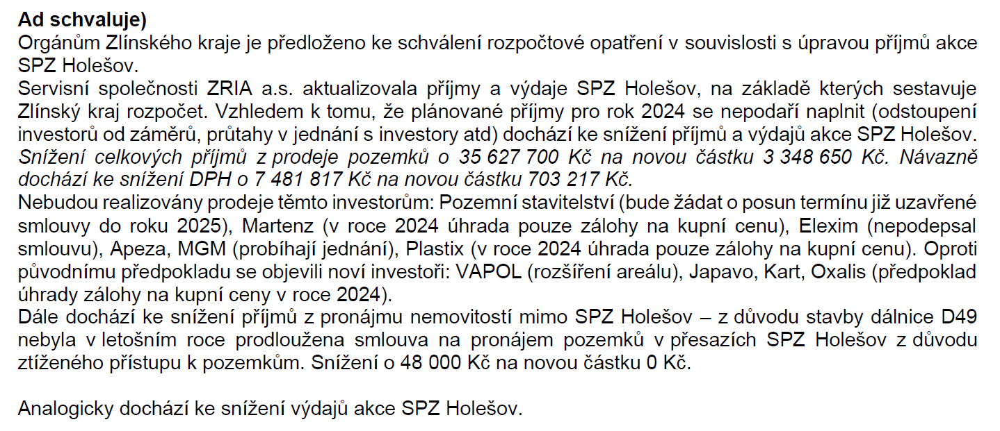 Ad schvaluje)
Orgánům Zlínského kraje je předloženo ke schválení rozpočtové opatření v souvislosti s úpravou příjmů akce
SPZ Holešov.
Servisní společnosti ZRIA a.s. aktualizovala příjmy a výdaje SPZ Holešov, na základě kterých sestavuje
Zlínský kraj rozpočet. Vzhledem k tomu, že plánované příjmy pro rok 2024 se nepodaří naplnit (odstoupení
investorů od záměrů, průtahy v jednání s investory atd) dochází ke snížení příjmů a výdajů akce SPZ Holešov.
Snížení celkových příjmů z prodeje pozemků o 35 627 700 Kč na novou částku 3 348 650 Kč. Návazně
dochází ke snížení DPH o 7 481 817 Kč na novou částku 703 217 Kč.
Nebudou realizovány prodeje těmto investorům: Pozemní stavitelství (bude žádat o posun termínu již uzavřené
smlouvy do roku 2025), Martenz (v roce 2024 úhrada pouze zálohy na kupní cenu), Elexim (nepodepsal
smlouvu), Apeza, MGM (probíhají jednání), Plastix (v roce 2024 úhrada pouze zálohy na kupní cenu). Oproti
původnímu předpokladu se objevili noví investoři: VAPOL (rozšíření areálu), Japavo, Kart, Oxalis (předpoklad
úhrady zálohy na kupní ceny v roce 2024).
Dále dochází ke snížení příjmů z pronájmu nemovitostí mimo SPZ Holešov – z důvodu stavby dálnice D49
nebyla v letošním roce prodloužena smlouva na pronájem pozemků v přesazích SPZ Holešov z důvodu
ztíženého přístupu k pozemkům. Snížení o 48 000 Kč na novou částku 0 Kč.
Analogicky dochází ke snížení výdajů akce SPZ Holešov.